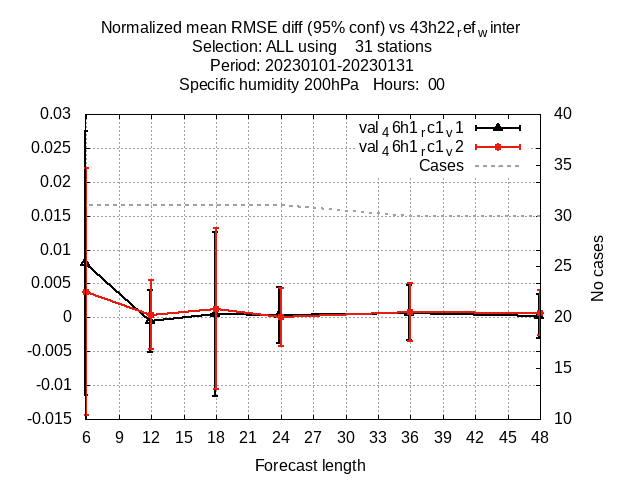 Normalized mean RMSE diff (95% conf) vs 43h22ᵣef_winter
Selection: ALL using 31 stations
Period: 20230101-20230131
Specific humidity 200hPa Hours: 00
0.03
0.025
0.02
0.015
0.01
0.005
0
-0.005
-0.01
-0.015
40
35
30
25
20
15
10
val₄6h1ᵣc1ᵥ1
val₄6h1ᵣc1ᵥ2
Cases
No cases
6 9 12 15 18 21 24 27 30 33 36 39 42 45 48
Forecast length